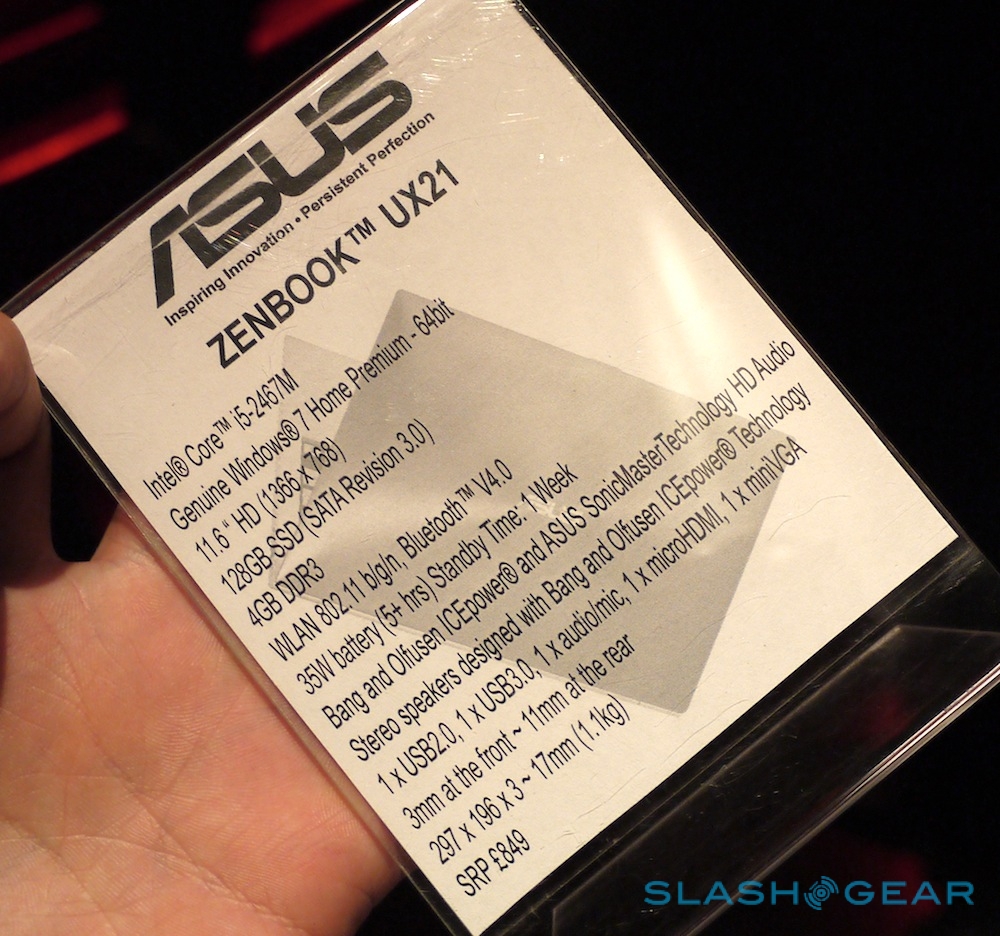 ASUS
Inspiring Innovation • Persistent Perfection
ZENBOOK™ UX21
Intel® Core™ i5-2467M
Genuine Windows® 7 Home Premium - 64bit
11.6“ HD (1366 x 768)
128GB SSD (SATA Revision 3.0)
4GB DDR3
WLAN 802.11 b/g/n, Bluetooth™ V4.0
35W battery (5+ hrs) Standby Time: 1 Week
Bang and Olfusen ICEpower® and ASUS SonicMasterTechnology HD Audio
Stereo speakers designed with Bang and Olfusen ICEpower® Technology
1 x USB2.0, 1 x USB3.0, 1 x audio/mic, 1 x microHDMI, 1 x miniVGA
3mm at the front ~ 11mm at the rear
297 x 196 x 3 ~ 17mm (1.1kg)
SRP £849
SLASH GEAR